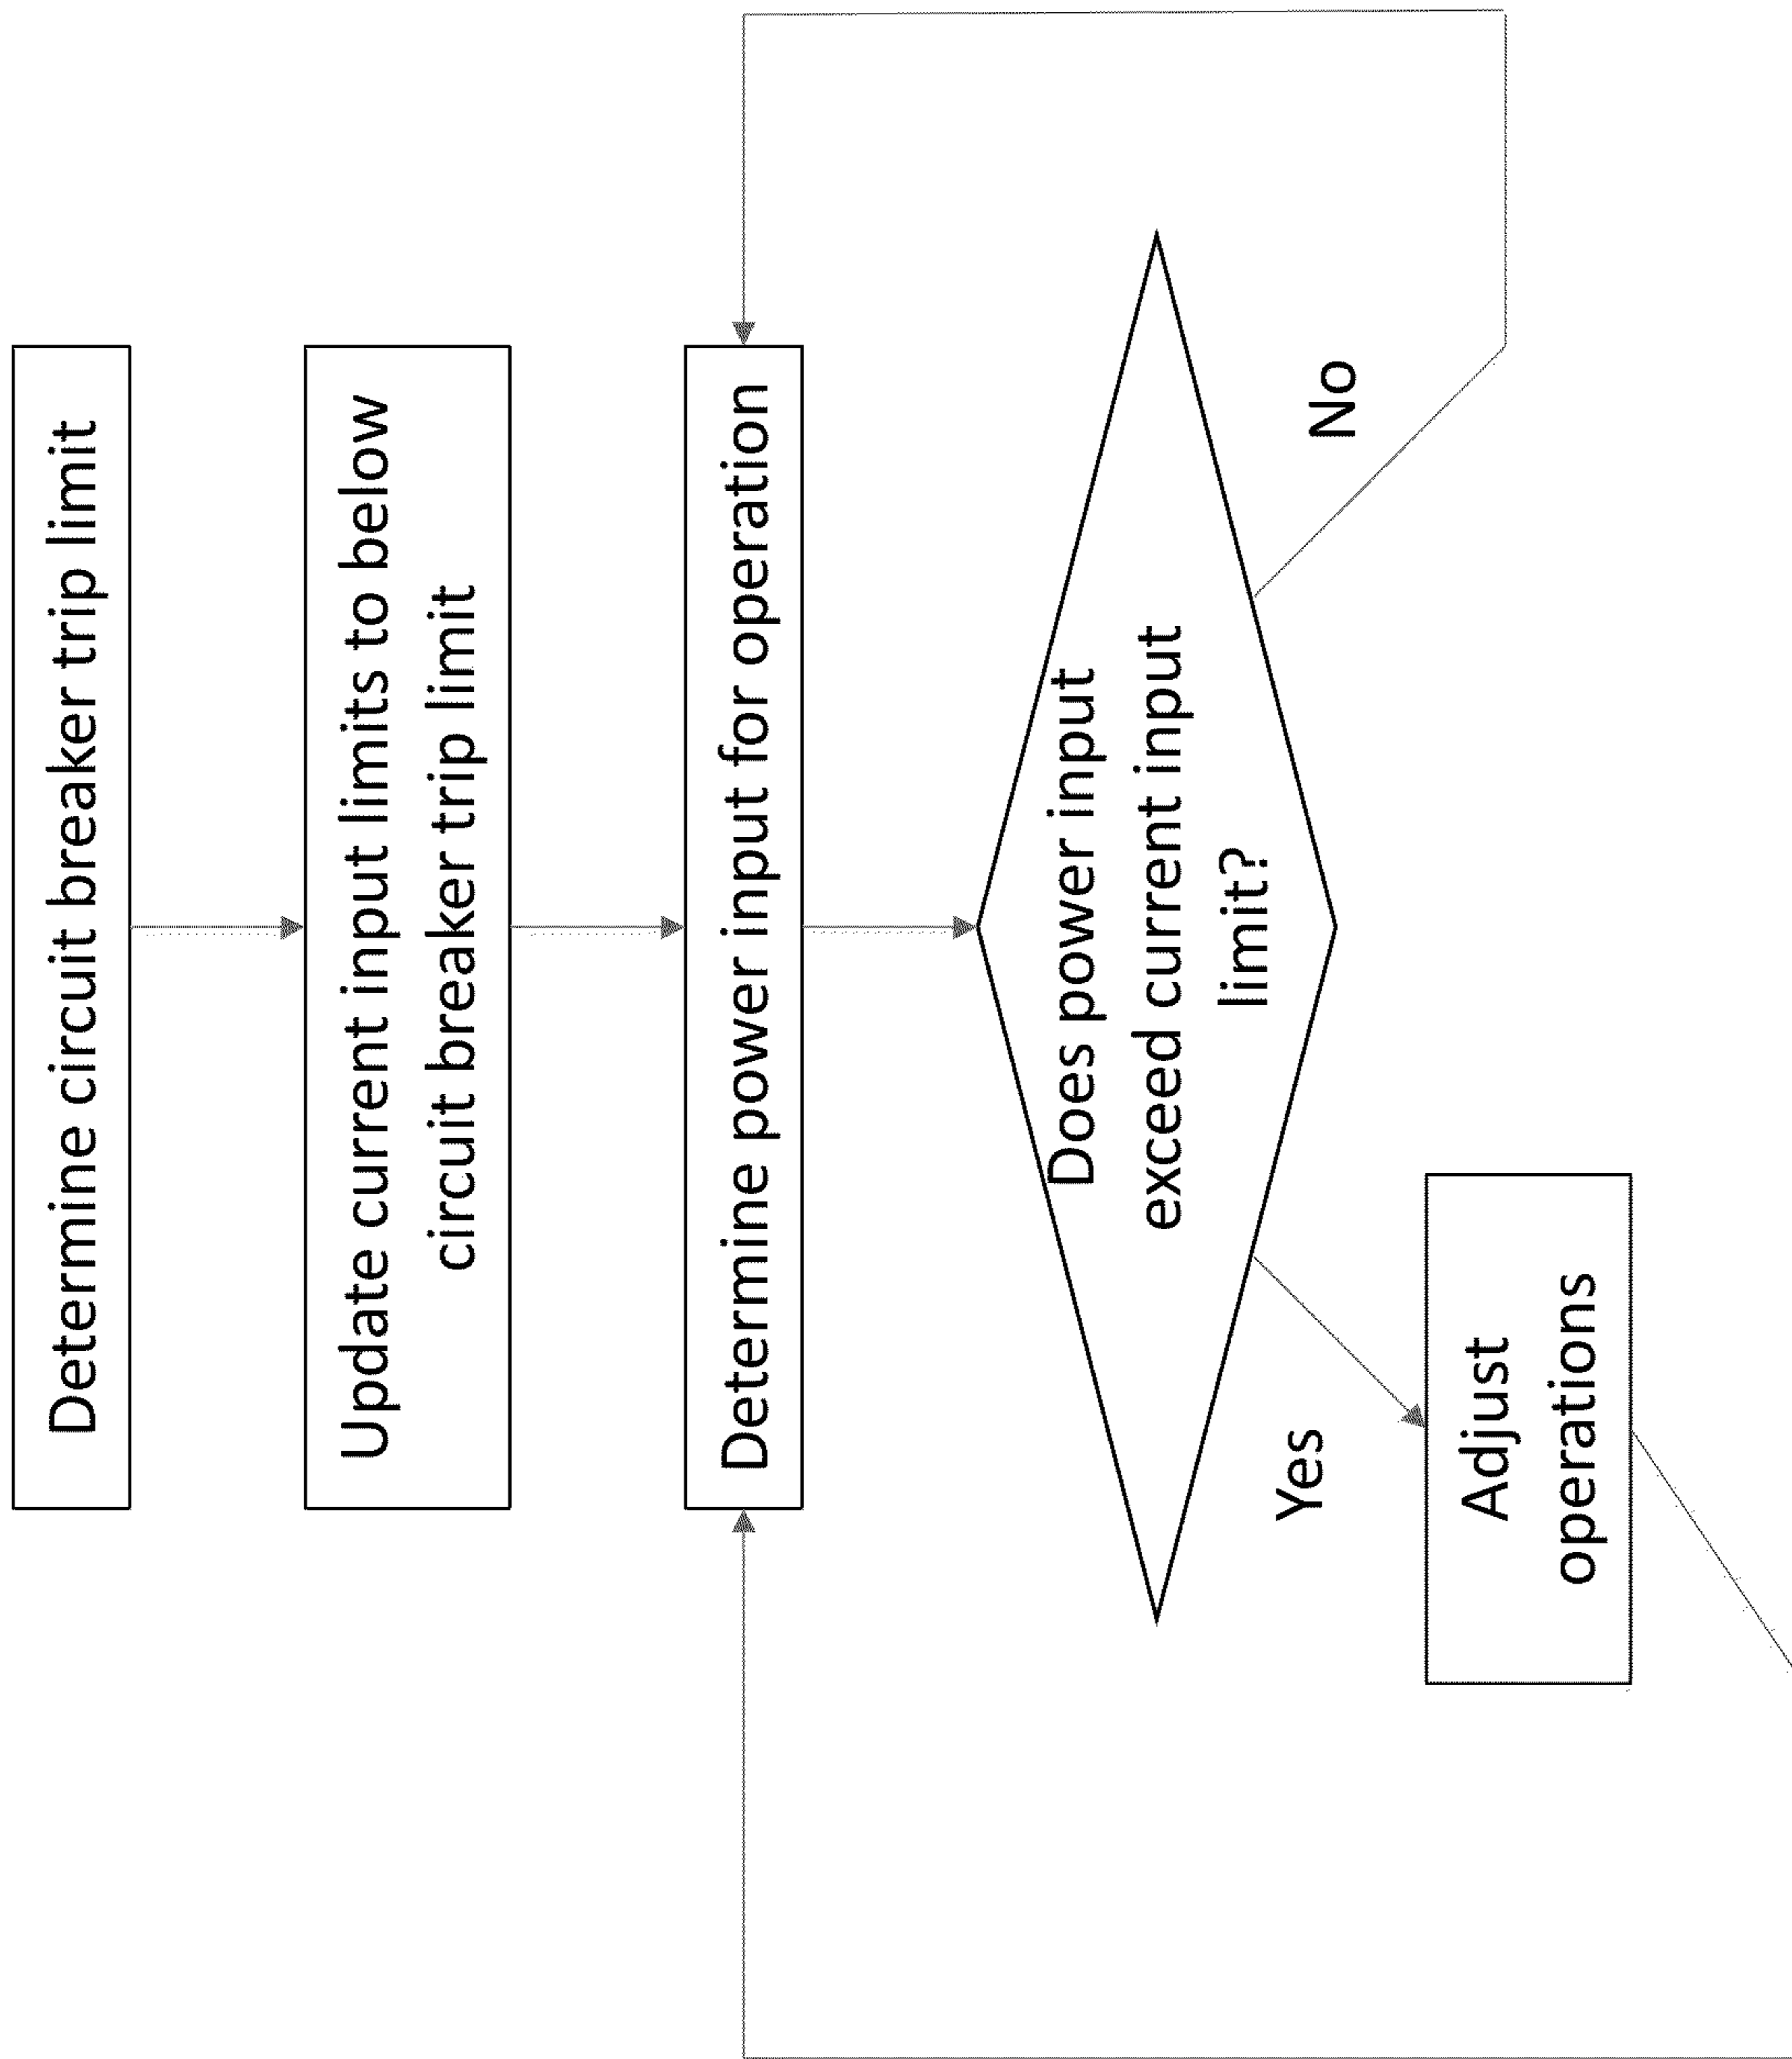 Determine circuit breaker trip limit
Update current input limits to below
circuit breaker trip limit
Determine power input for operation
Does power input
exceed current input
limit?
Yes
No
Adjust
operations